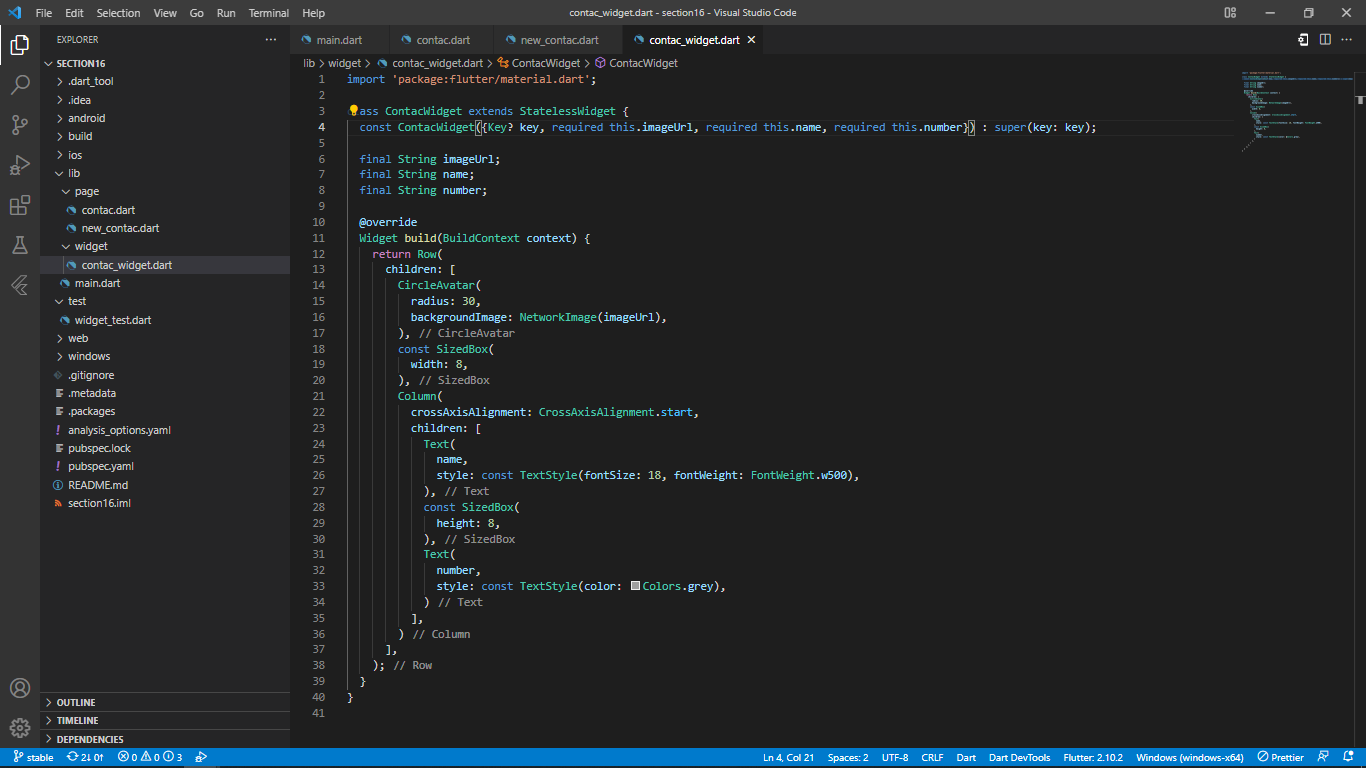 File Edit Selection View Go Run Terminal Help
contac_widget.dart - section16 - Visual Studio Code
EXPLORER
SECTION16
.dart_tool
.idea
android
build
ios
lib
page
contac.dart
new_contac.dart
widget
contac_widget.dart
main.dart
test
widget_test.dart
web
windows
.gitignore
.metadata
.packages
analysis_options.yaml
pubspec.lock
pubspec.yaml
README.md
section16.iml
OUTLINE
TIMELINE
DEPENDENCIES
main.dart contac.dart new_contac.dart contac_widget.dart
lib > widget > contac_widget.dart > ContacWidget > ContacWidget
1 import 'package:flutter/material.dart';
2
3 ass ContacWidget extends StatelessWidget {
4 const ContacWidget({Key? key, required this.imageUrl, required this.name, required this.number}) : super(key: key);
5
6 final String imageUrl;
7 final String name;
8 final String number;
9
10 @override
11 Widget build(BuildContext context) {
12 return Row(
13 children: [
14 CircleAvatar(
15 radius: 30,
16 backgroundImage: NetworkImage(imageUrl),
17 ), // CircleAvatar
18 const SizedBox(
19 width: 8,
20 ), // SizedBox
21 Column(
22 crossAxisAlignment: CrossAxisAlignment.start,
23 children: [
24 Text(
25 name,
26 style: const TextStyle(fontSize: 18, fontWeight: FontWeight.w500),
27 ), // Text
28 const SizedBox(
29 height: 8,
30 ), // SizedBox
31 Text(
32 number,
33 style: const TextStyle(color: Colors.grey),
34 ) // Text
35 ],
36 ) // Column
37 ],
38 ); // Row
39 }
40 }
41
stable 2↓ 0↑ 0 0 3 Ln 4, Col 21 Spaces: 2 UTF-8 CRLF Dart Dart DevTools Flutter: 2.10.2 Windows (windows-x64) Prettier